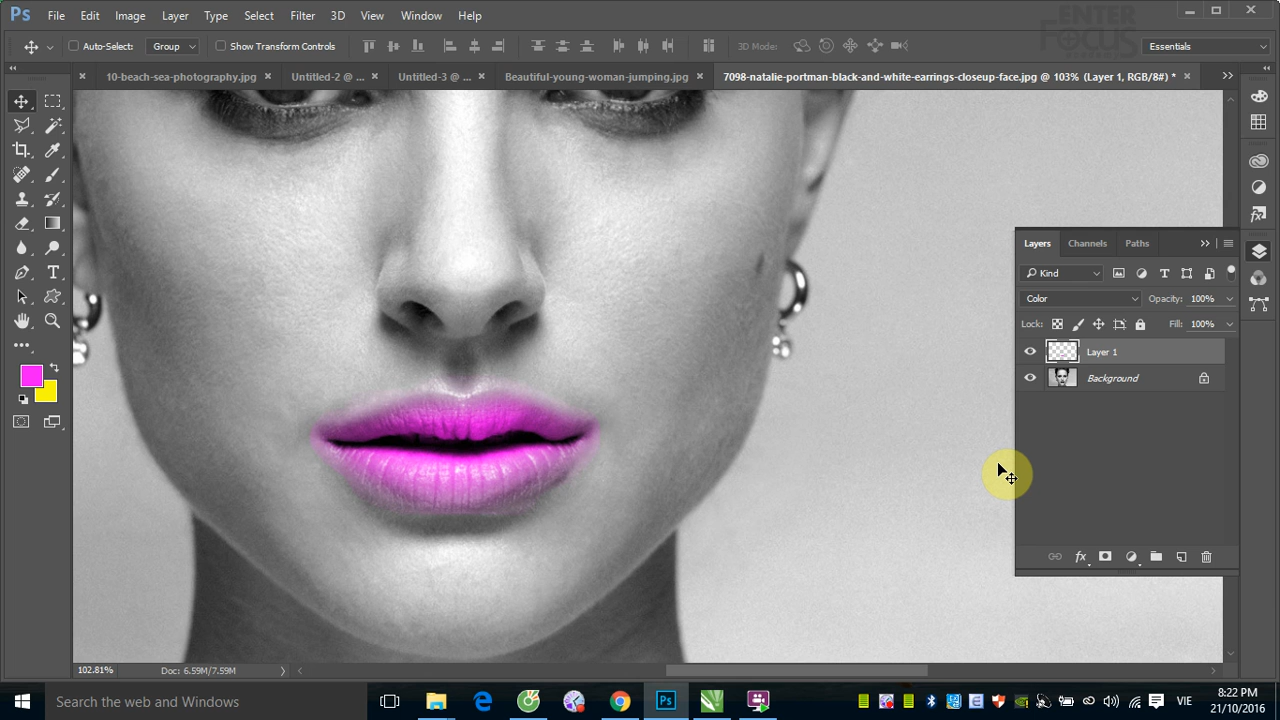 Ps File Edit Image Layer Type Select Filter 3D View Window Help
ENTER
FOCUS
Auto-Select: Group Show Transform Controls 3D Mode: Essentials
10-beach-sea-photography.jpg Untitled-2 @ ... Untitled-3 @ ... Beautiful-young-woman-jumping.jpg 7098-natalie-portman-black-and-white-earrings-closeup-face.jpg @ 103% (Layer 1, RGB/8#) *
Layers Channels Paths
Kind
Color Opacity: 100%
Lock: Fill: 100%
Layer 1
Background
fx
102.81% Doc: 6.59M/7.59M
Search the web and Windows
Ps
VIE
8:22 PM
21/10/2016